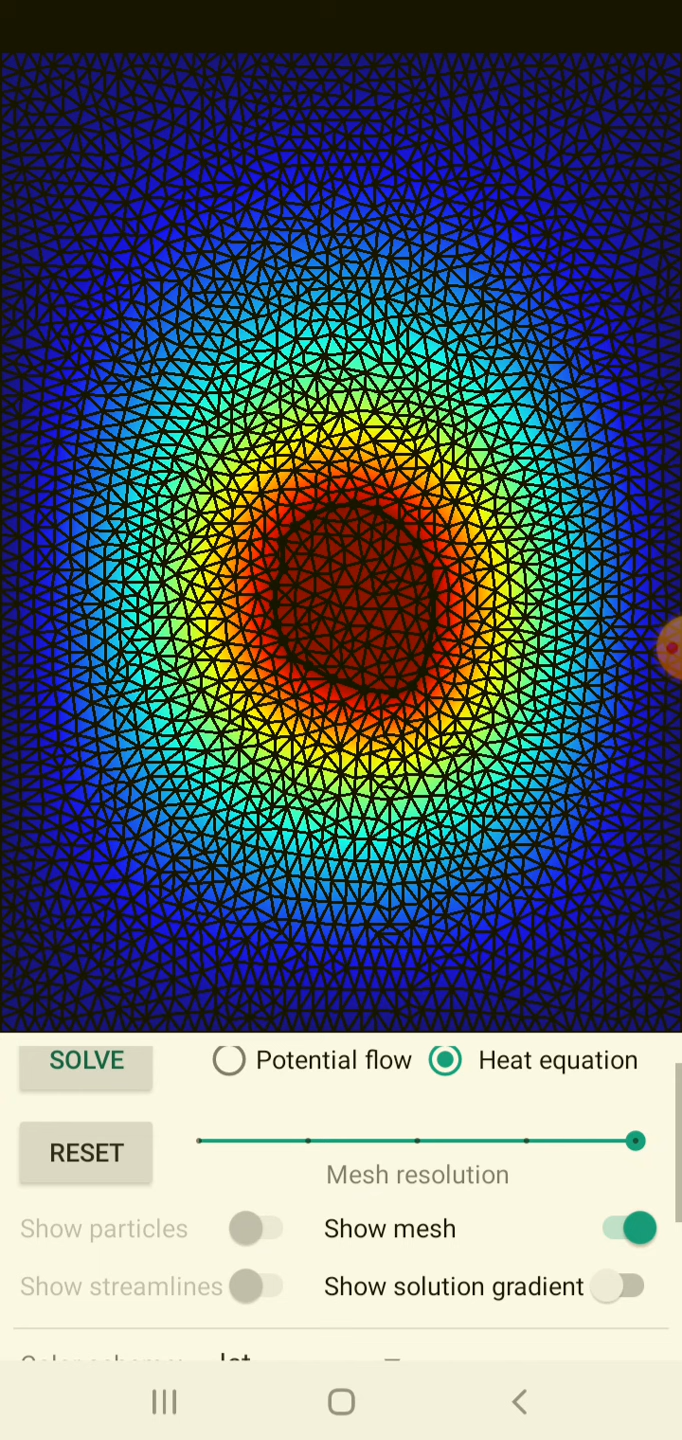 SOLVE Potential flow Heat equation
RESET
Mesh resolution
Show particles Show mesh
Show streamlines Show solution gradient